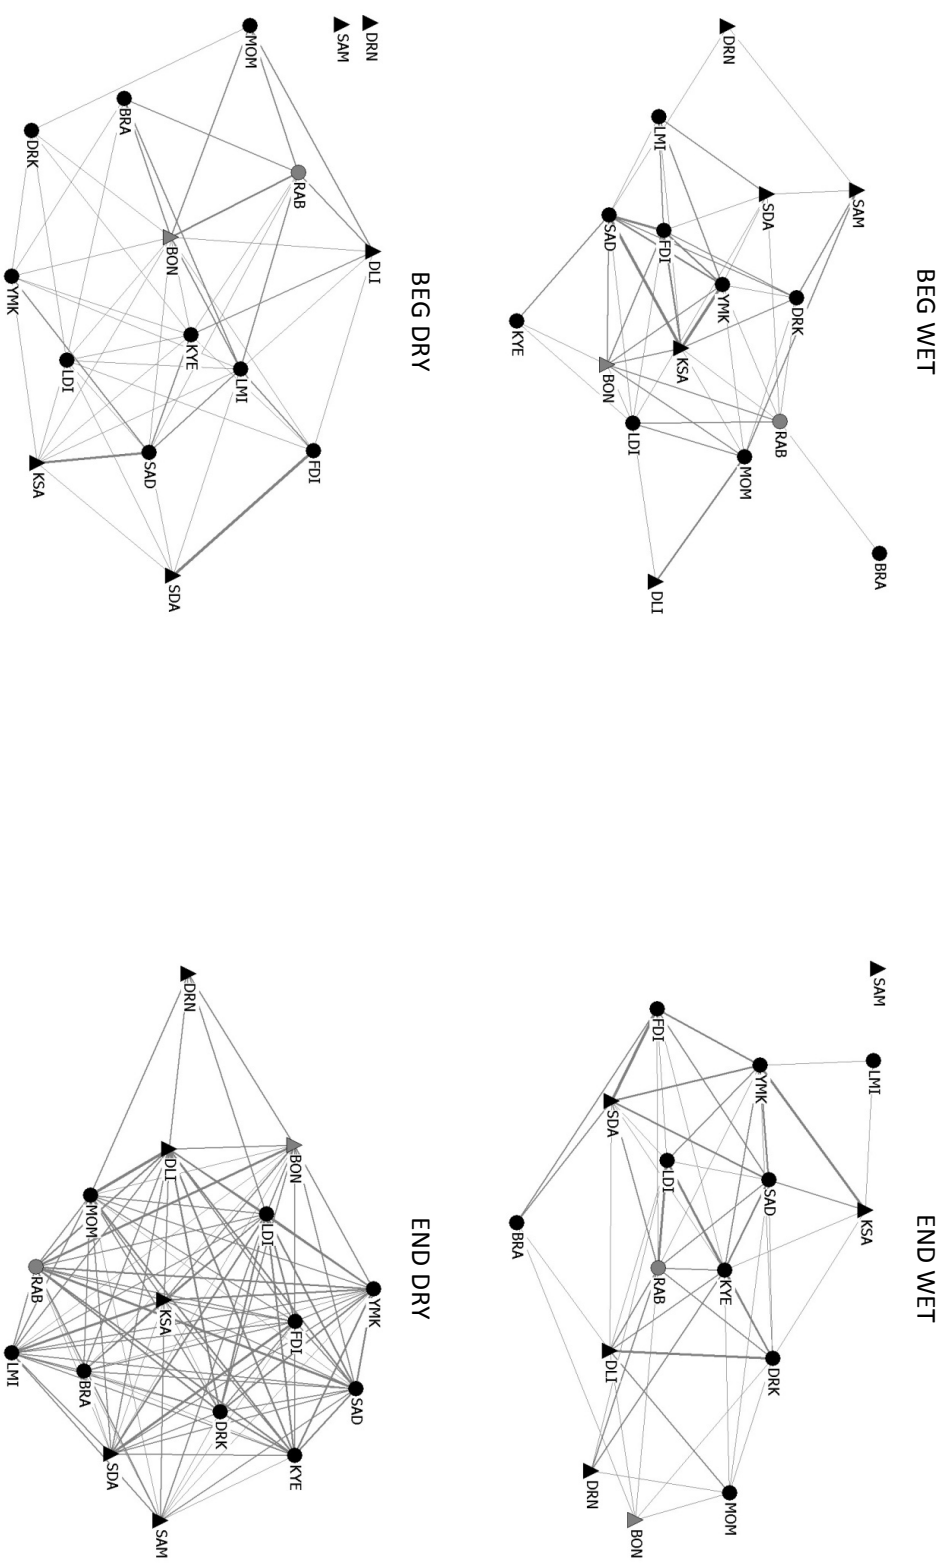 BEG WET
BRA
SAM
DRK
RAB
SDA
MOM
DRN
YMK
KSA
FDI
LMI
DLI
LDI
SAD
BON
KYE
END WET
SAM
LMI
KSA
DRK
SAD
YMK
MOM
KYE
LDI
RAB
FDI
BON
SDA
DLI
DRN
BRA
BEG DRY
DLI
DRN
SAM
FDI
RAB
MOM
LMI
KYE
SDA
BON
SAD
BRA
LDI
KSA
DRK
YMK
END DRY
YMK
SAD
FDI
KYE
BON
LDI
DRK
DRN
DLI
KSA
SAM
SDA
MOM
BRA
RAB
LMI